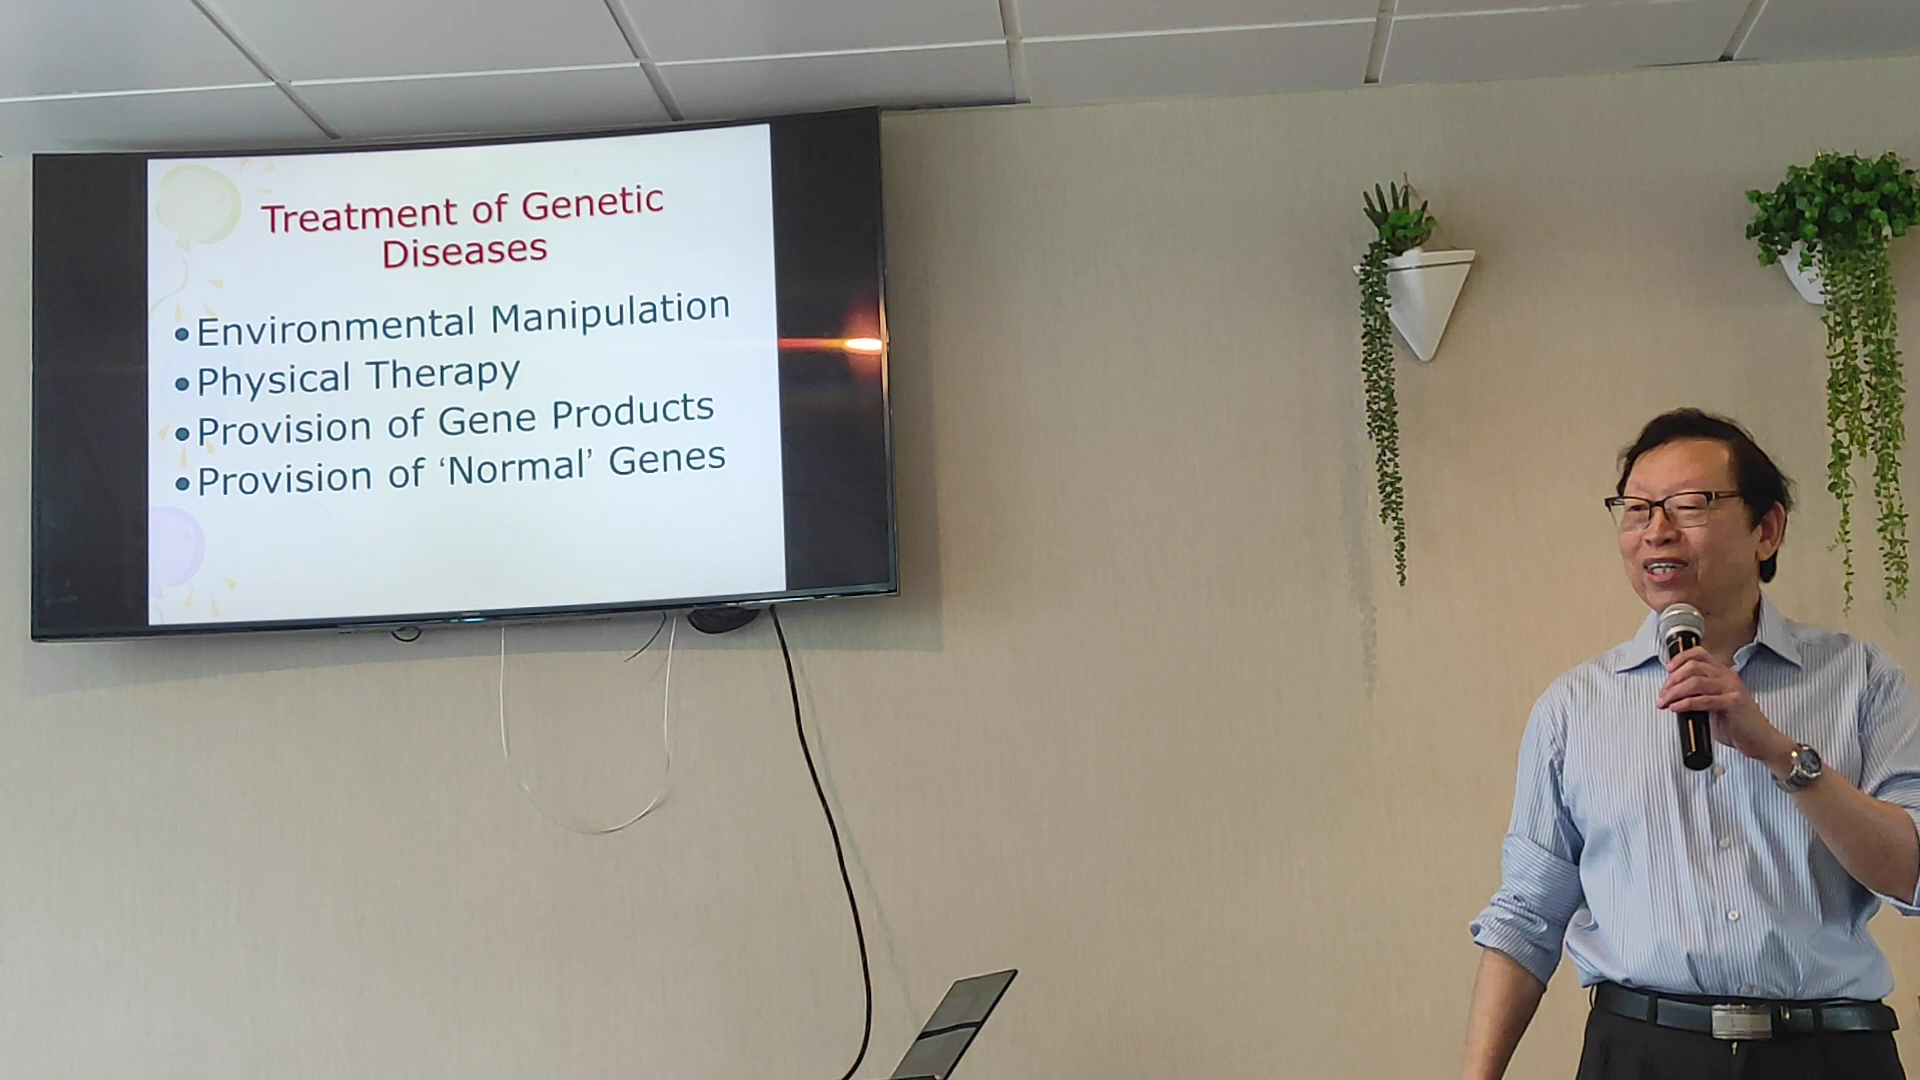 Treatment of Genetic
Diseases
•Environmental Manipulation
•Physical Therapy
•Provision of Gene Products
•Provision of ‘Normal’ Genes